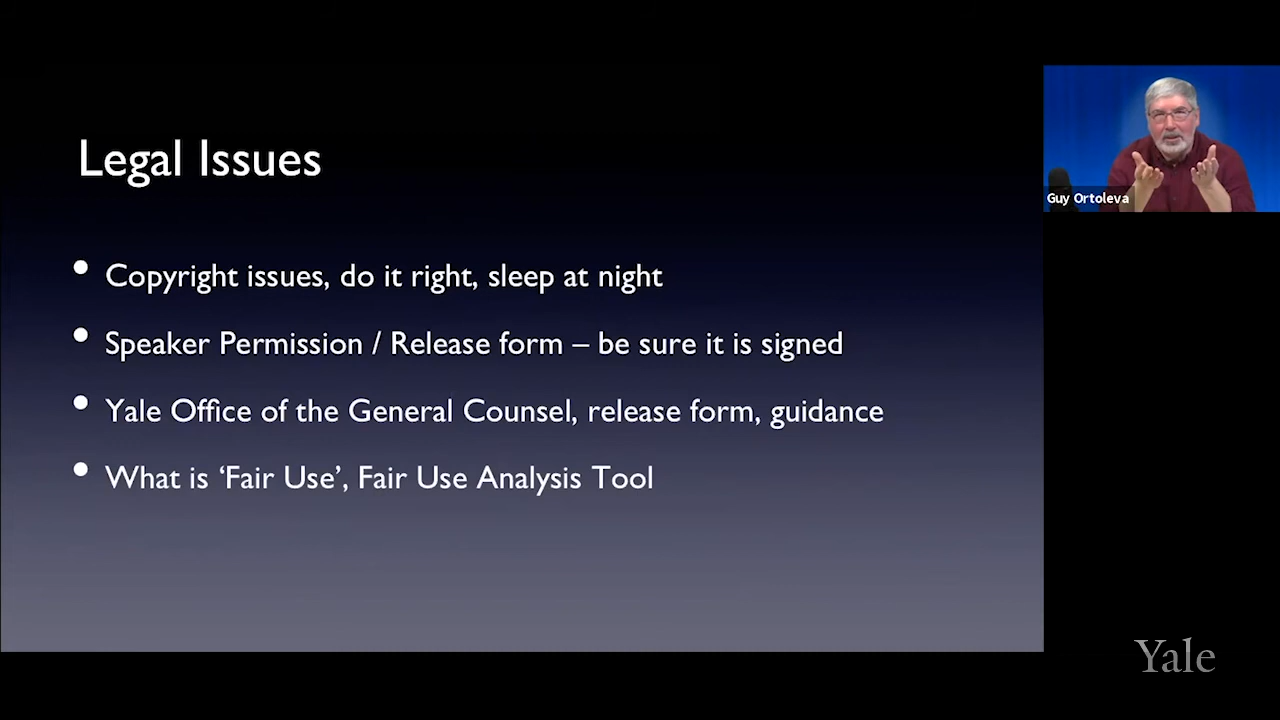 Legal Issues
Copyright issues, do it right, sleep at night
Speaker Permission / Release form – be sure it is signed
Yale Office of the General Counsel, release form, guidance
What is ‘Fair Use’, Fair Use Analysis Tool
Guy Ortoleva
Yale